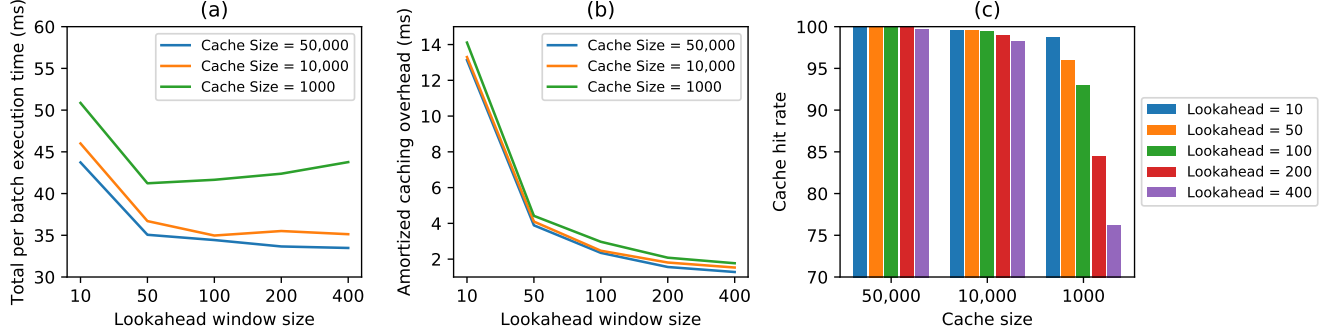 (a)
Total per batch execution time (ms)
60
55
50
45
40
35
30
10 50 100 200 400
Lookahead window size
Cache Size = 50,000
Cache Size = 10,000
Cache Size = 1000
(b)
Amortized caching overhead (ms)
14
12
10
8
6
4
2
10 50 100 200 400
Lookahead window size
Cache Size = 50,000
Cache Size = 10,000
Cache Size = 1000
(c)
Cache hit rate
100
95
90
85
80
75
70
50,000 10,000 1000
Cache size
Lookahead = 10
Lookahead = 50
Lookahead = 100
Lookahead = 200
Lookahead = 400